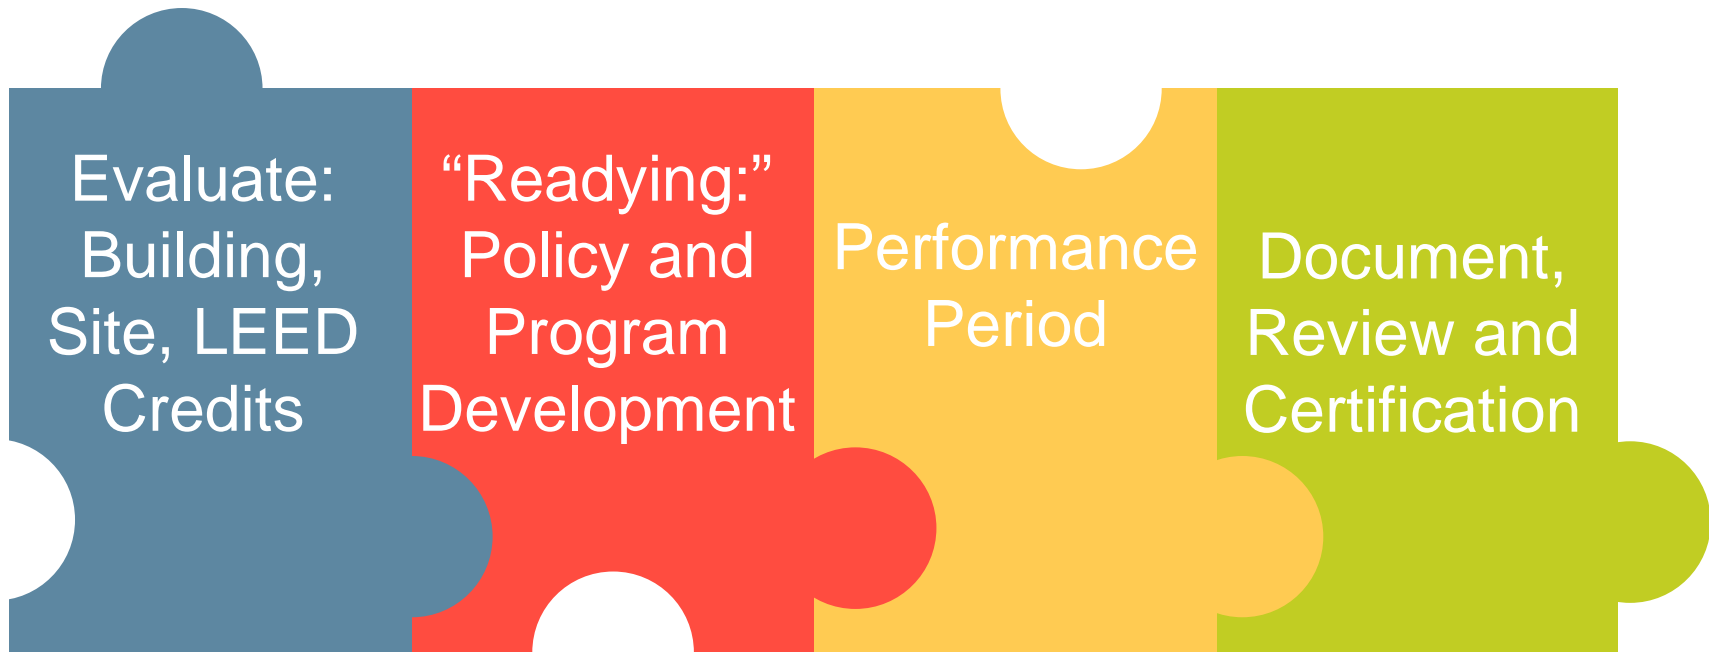 Evaluate:
Building,
Site, LEED
Credits
“Readying:”
Policy and
Program
Development
Performance
Period
Document,
Review and
Certification